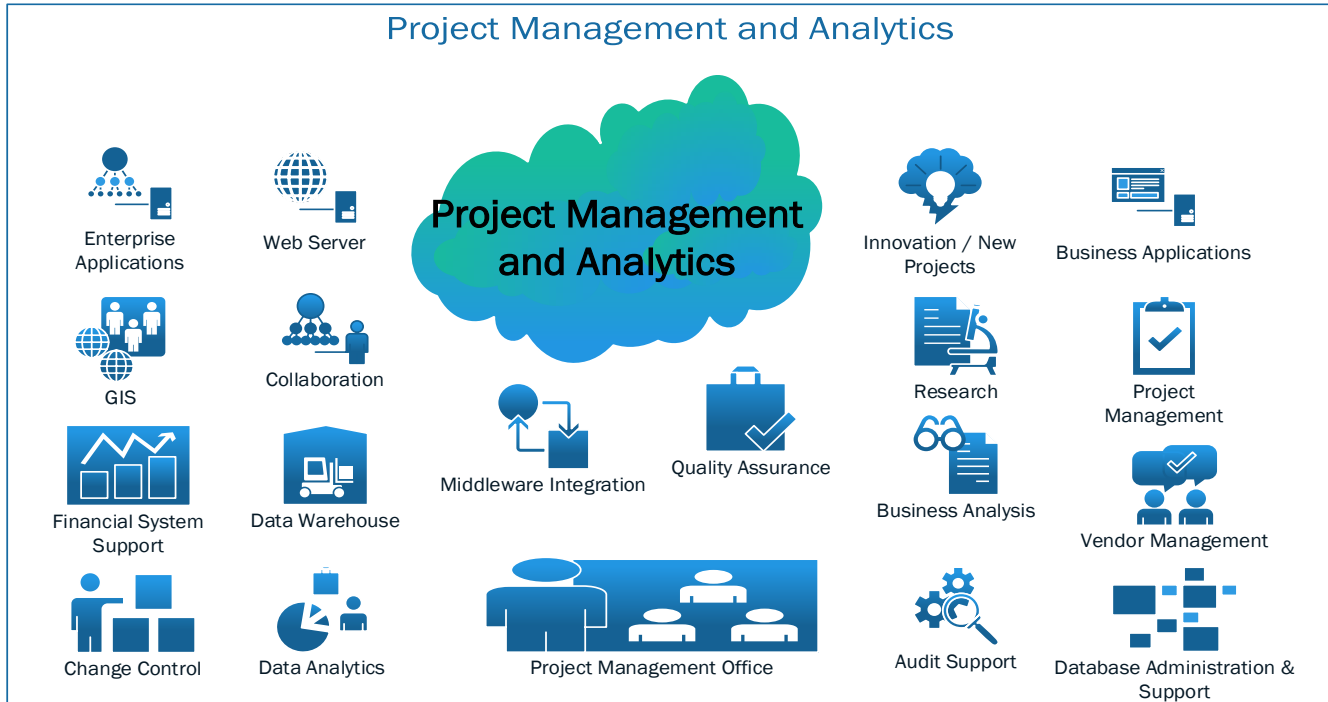 Project Management and Analytics
Project Management
and Analytics
Enterprise
Applications
Web Server
Innovation / New
Projects
Business Applications
GIS
Collaboration
Research
Project
Management
Middleware Integration
Quality Assurance
Financial System
Support
Data Warehouse
Business Analysis
Vendor Management
Change Control
Data Analytics
Project Management Office
Audit Support
Database Administration &
Support